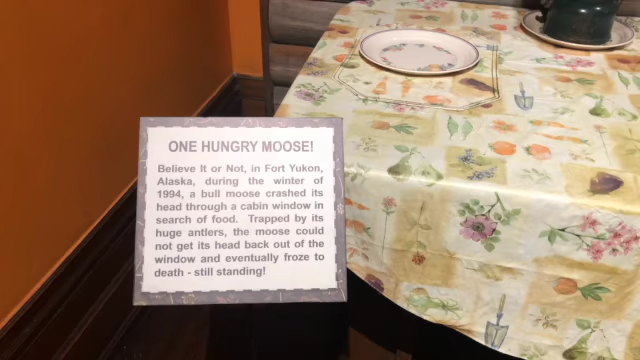 ONE HUNGRY MOOSE!
Believe It or Not, in Fort Yukon,
Alaska, during the winter of
1994, a bull moose crashed its
head through a cabin window in
search of food. Trapped by its
huge antlers, the moose could
not get its head back out of the
window and eventually froze to
death - still standing!